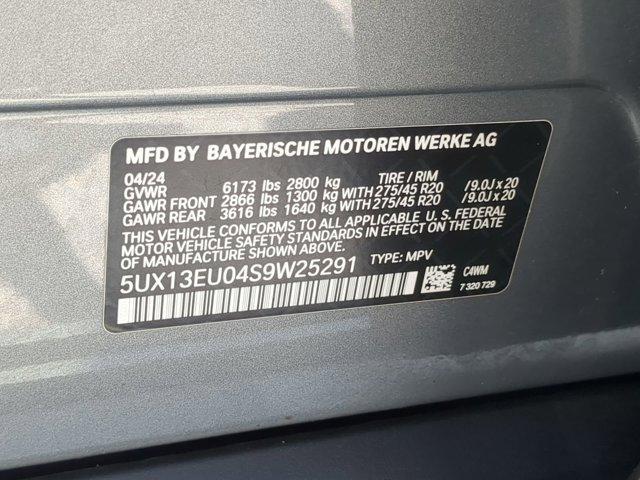 MFD BY BAYERISCHE MOTOREN WERKE AG
04/24 TIRE / RIM
GVWR 6173 lbs 2800 kg
GAWR FRONT 2866 lbs 1300 kg WITH 275/45 R20 /9.0J x 20
GAWR REAR 3616 lbs 1640 kg WITH 275/45 R20 /9.0J x 20
THIS VEHICLE CONFORMS TO ALL APPLICABLE U.S. FEDERAL
MOTOR VEHICLE SAFETY STANDARDS IN EFFECT ON THE DATE
OF MANUFACTURE SHOWN ABOVE.
5UX13EU04S9W25291 TYPE: MPV
C4WM
7 320 729